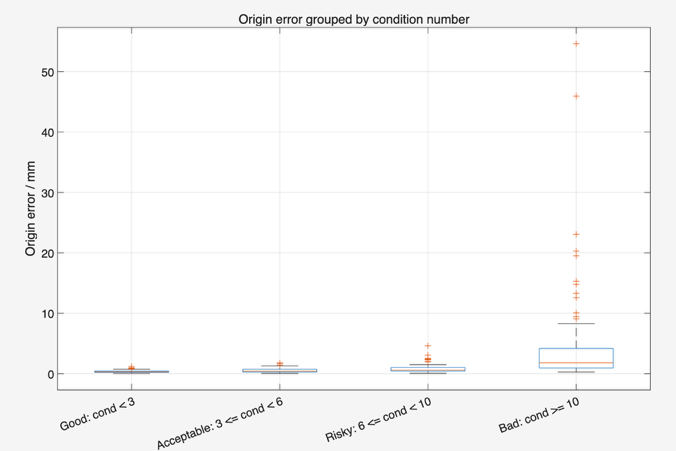 Origin error grouped by condition number
Origin error / mm
50
40
30
20
10
0
Good: cond < 3
Acceptable: 3 <= cond < 6
Risky: 6 <= cond < 10
Bad: cond >= 10